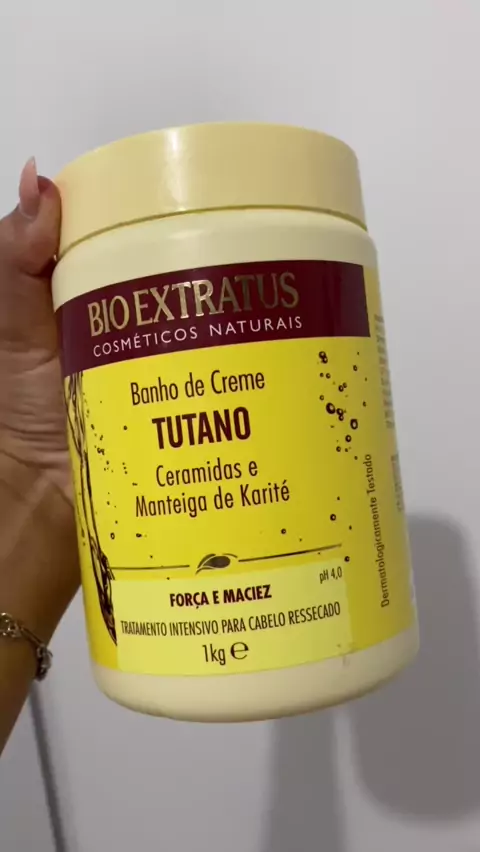 BIO EXTRATUS
COSMÉTICOS NATURAIS
Banho de Creme
TUTANO
Ceramidas e
Manteiga de Karité
pH 4,0
FORÇA E MACIEZ
TRATAMENTO INTENSIVO PARA CABELO RESSECADO
1kg ℮
Dermatologicamente Testado